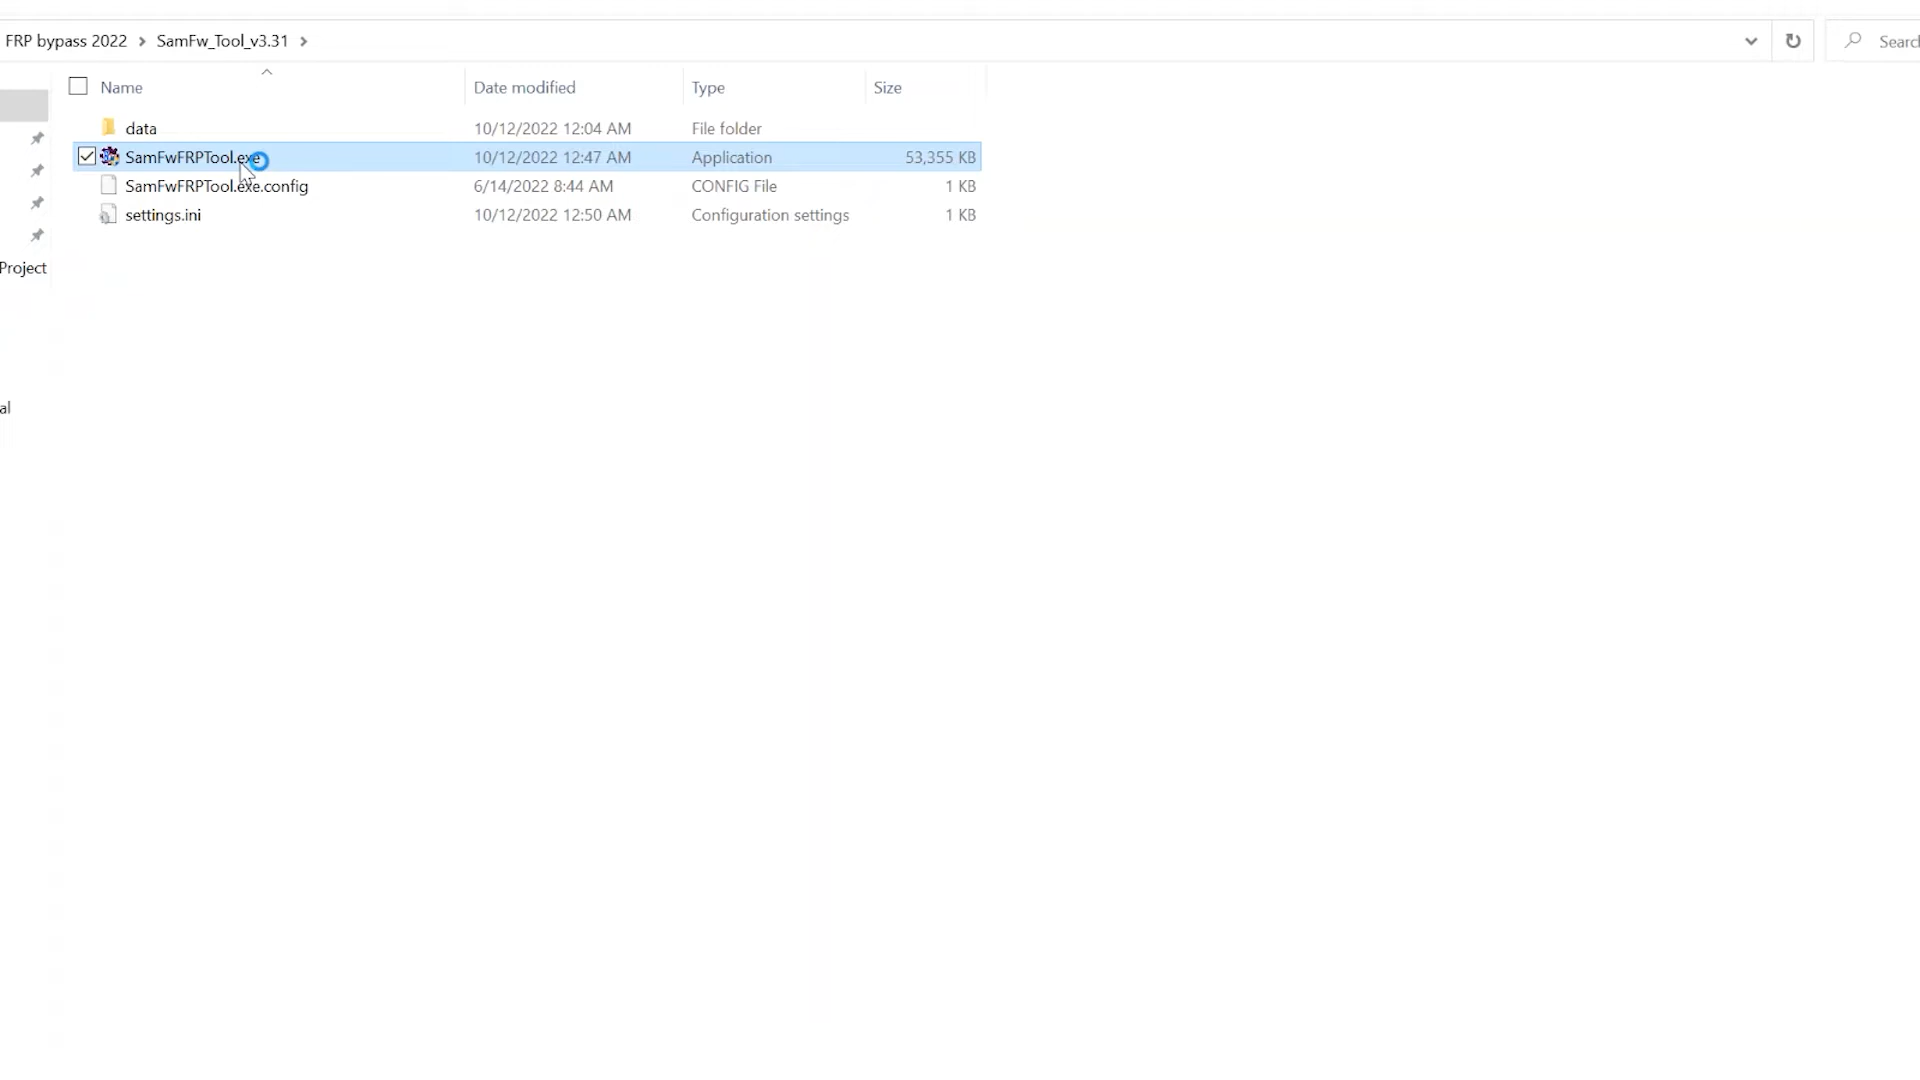 FRP bypass 2022 > SamFw_Tool_v3.31 >
Searc
Name Date modified Type Size
data 10/12/2022 12:04 AM File folder
SamFwFRPTool.exe 10/12/2022 12:47 AM Application 53,355 KB
SamFwFRPTool.exe.config 6/14/2022 8:44 AM CONFIG File 1 KB
settings.ini 10/12/2022 12:50 AM Configuration settings 1 KB
Project
al